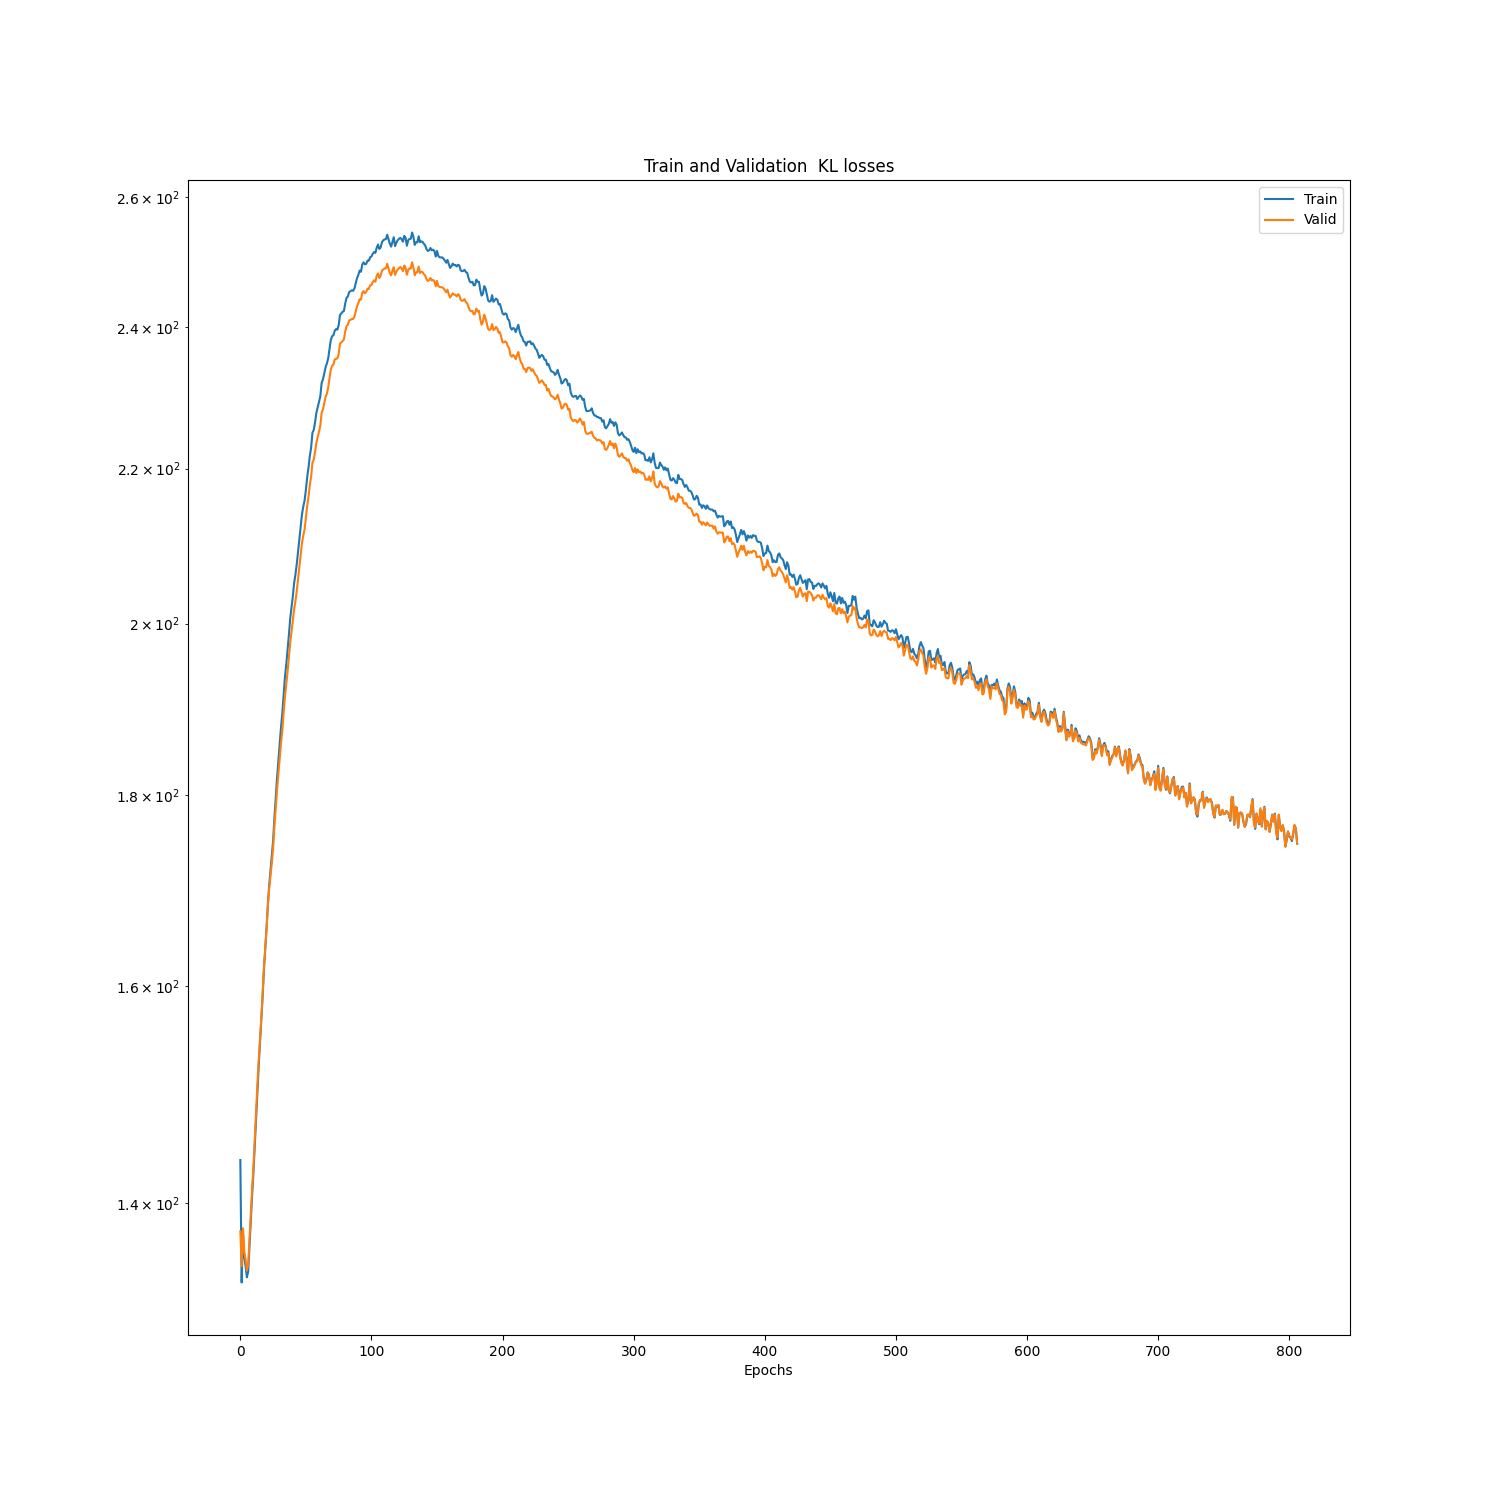 Train and Validation  KL losses
Train
Valid
2.6 × 10²
2.4 × 10²
2.2 × 10²
2 × 10²
1.8 × 10²
1.6 × 10²
1.4 × 10²
0 100 200 300 400 500 600 700 800
Epochs